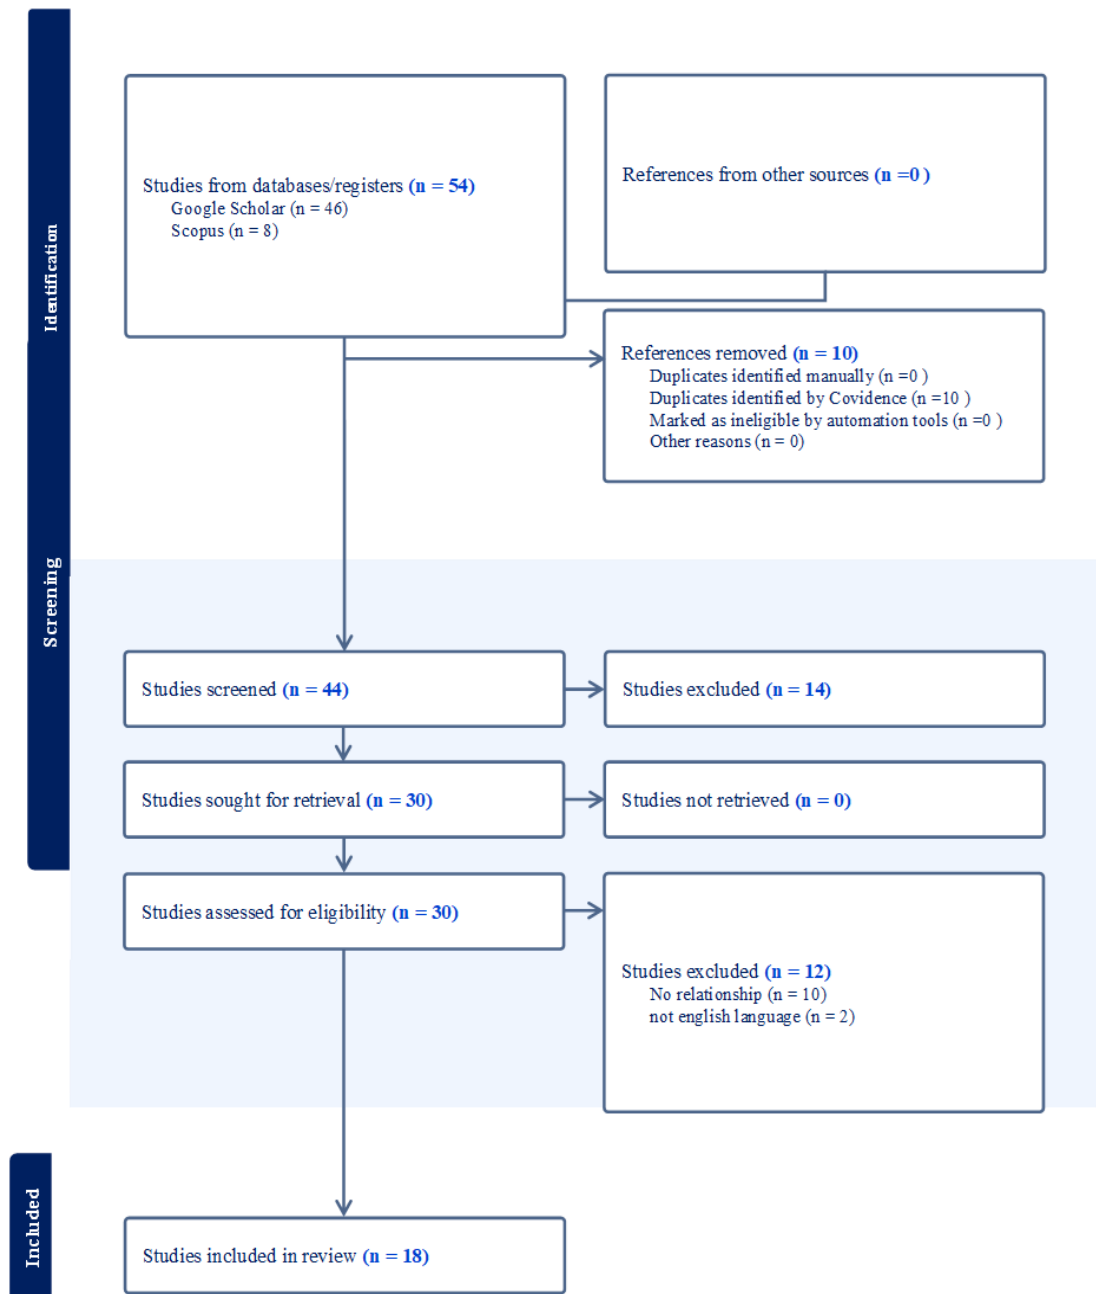 Identification
Studies from databases/registers (n = 54)
Google Scholar (n = 46)
Scopus (n = 8)
References from other sources (n =0 )
References removed (n = 10)
Duplicates identified manually (n =0 )
Duplicates identified by Covidence (n =10 )
Marked as ineligible by automation tools (n =0 )
Other reasons (n = 0)
Screening
Studies screened (n = 44)
Studies excluded (n = 14)
Studies sought for retrieval (n = 30)
Studies not retrieved (n = 0)
Studies assessed for eligibility (n = 30)
Studies excluded (n = 12)
No relationship (n = 10)
not english language (n = 2)
Included
Studies included in review (n = 18)